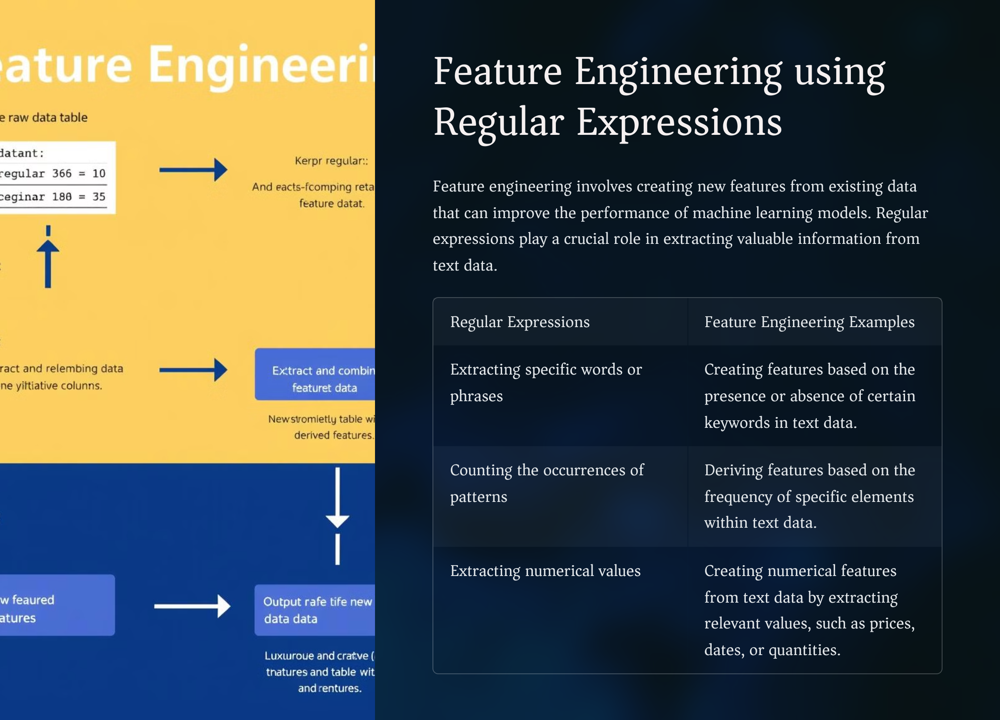 eature Engineerin
e raw data table
datant:
regular 366 = 10
ceginar 180 = 35
Kerpr regular::
And eacts-fcomping reta
feature datat.
ract and relembing data
ne yiftiative colunns.
Extract and combin
featuret data
Newstromietly table wi
derived features.
w feaured
atures
Output rafe tife new
data data
Luxuroue and cratve (
tnatures and table wit
and rentures.
Feature Engineering using
Regular Expressions
Feature engineering involves creating new features from existing data
that can improve the performance of machine learning models. Regular
expressions play a crucial role in extracting valuable information from
text data.
Regular Expressions
Feature Engineering Examples
Extracting specific words or
phrases
Creating features based on the
presence or absence of certain
keywords in text data.
Counting the occurrences of
patterns
Deriving features based on the
frequency of specific elements
within text data.
Extracting numerical values
Creating numerical features
from text data by extracting
relevant values, such as prices,
dates, or quantities.